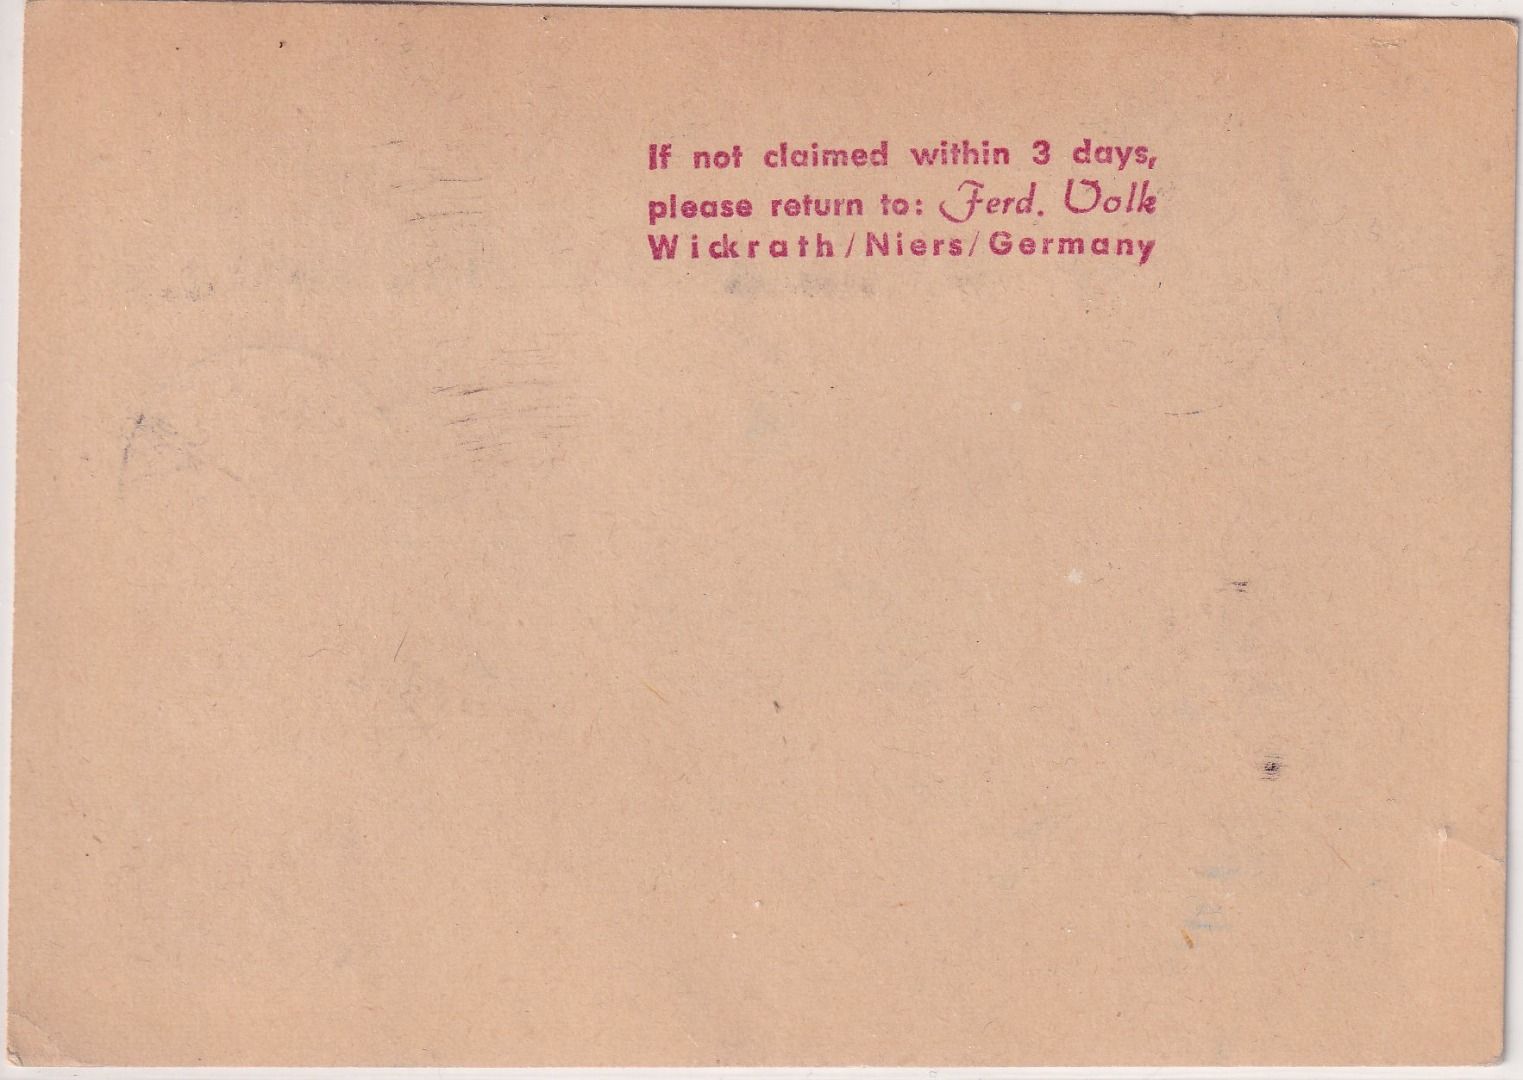 If not claimed within 3 days,
please return to: Ferd. Volk
Wickrath/Niers/Germany